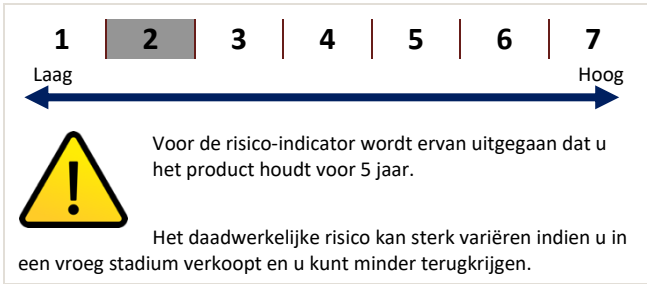 1 2 3 4 5 6 7
Laag Hoog
Voor de risico-indicator wordt ervan uitgegaan dat u
het product houdt voor 5 jaar.
Het daadwerkelijke risico kan sterk variëren indien u in
een vroeg stadium verkoopt en u kunt minder terugkrijgen.